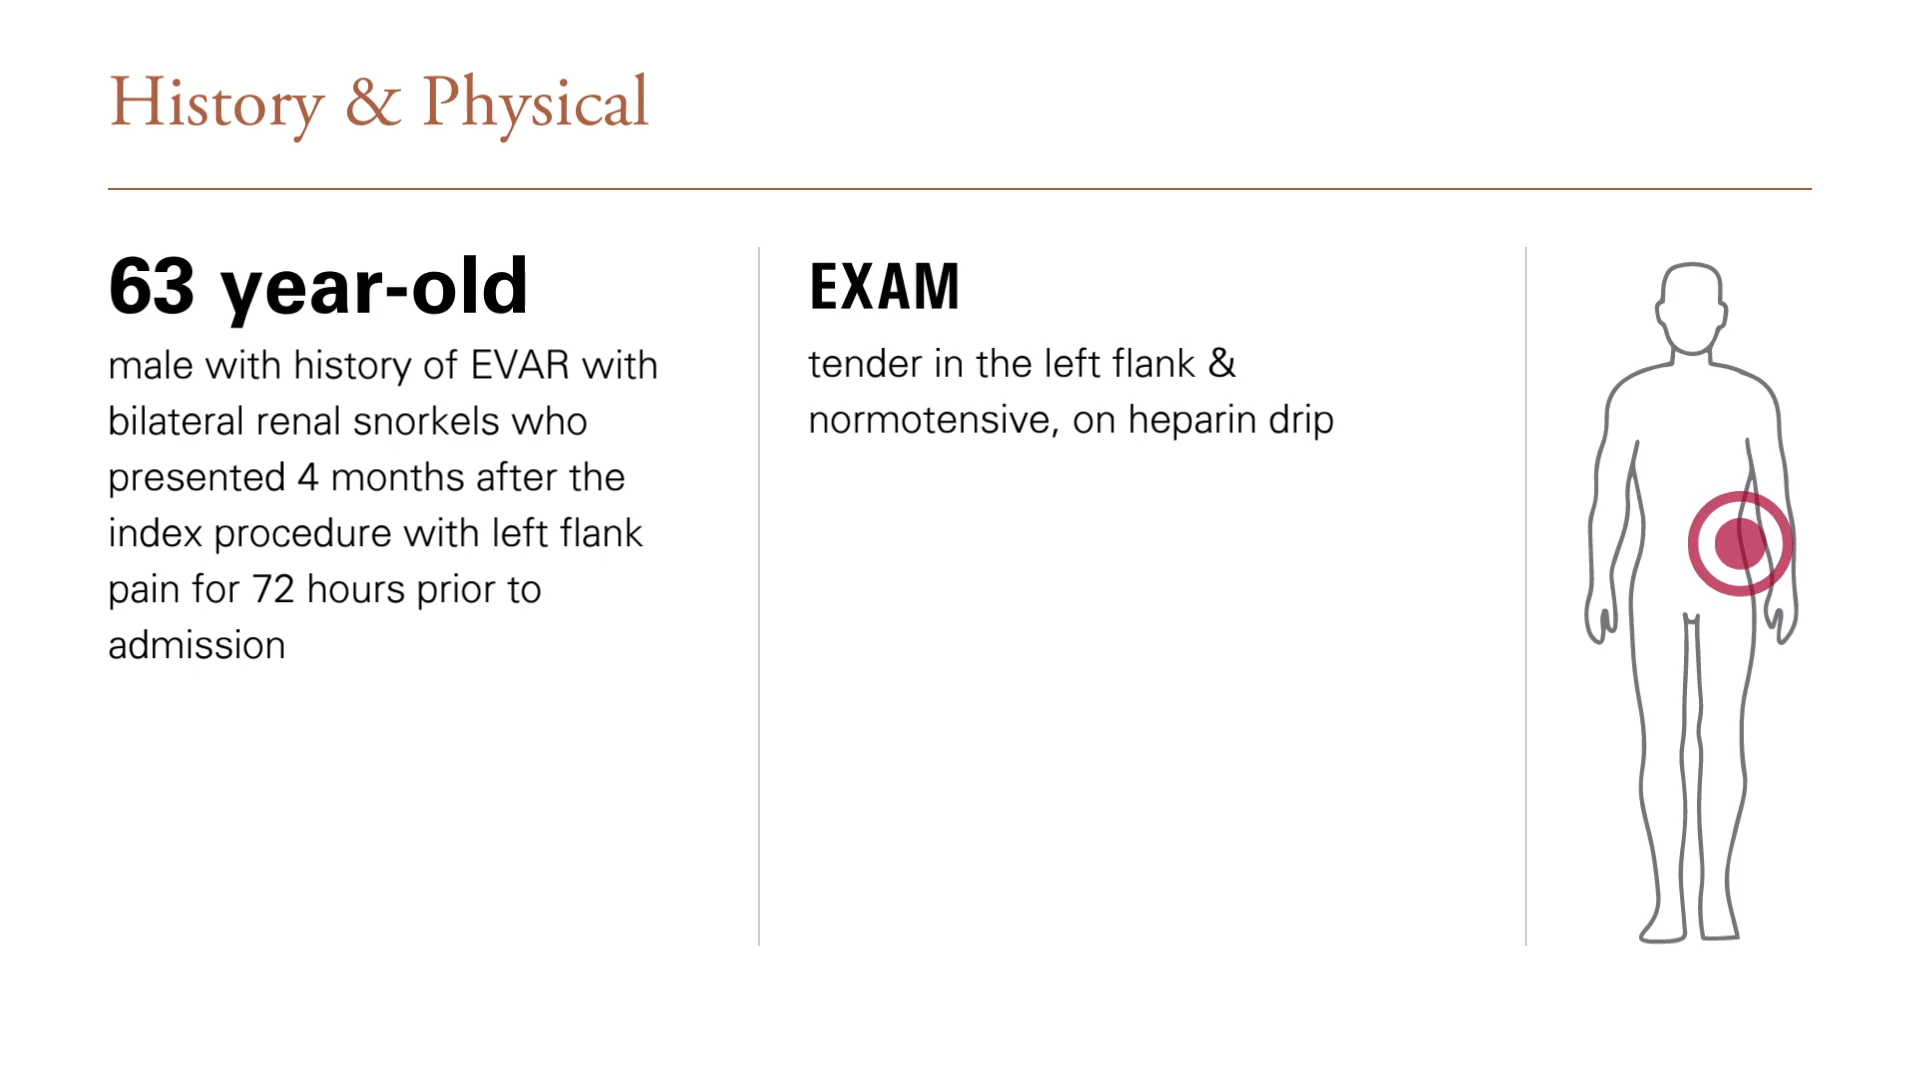 History & Physical
63 year-old
male with history of EVAR with
bilateral renal snorkels who
presented 4 months after the
index procedure with left flank
pain for 72 hours prior to
admission
EXAM
tender in the left flank &
normotensive, on heparin drip